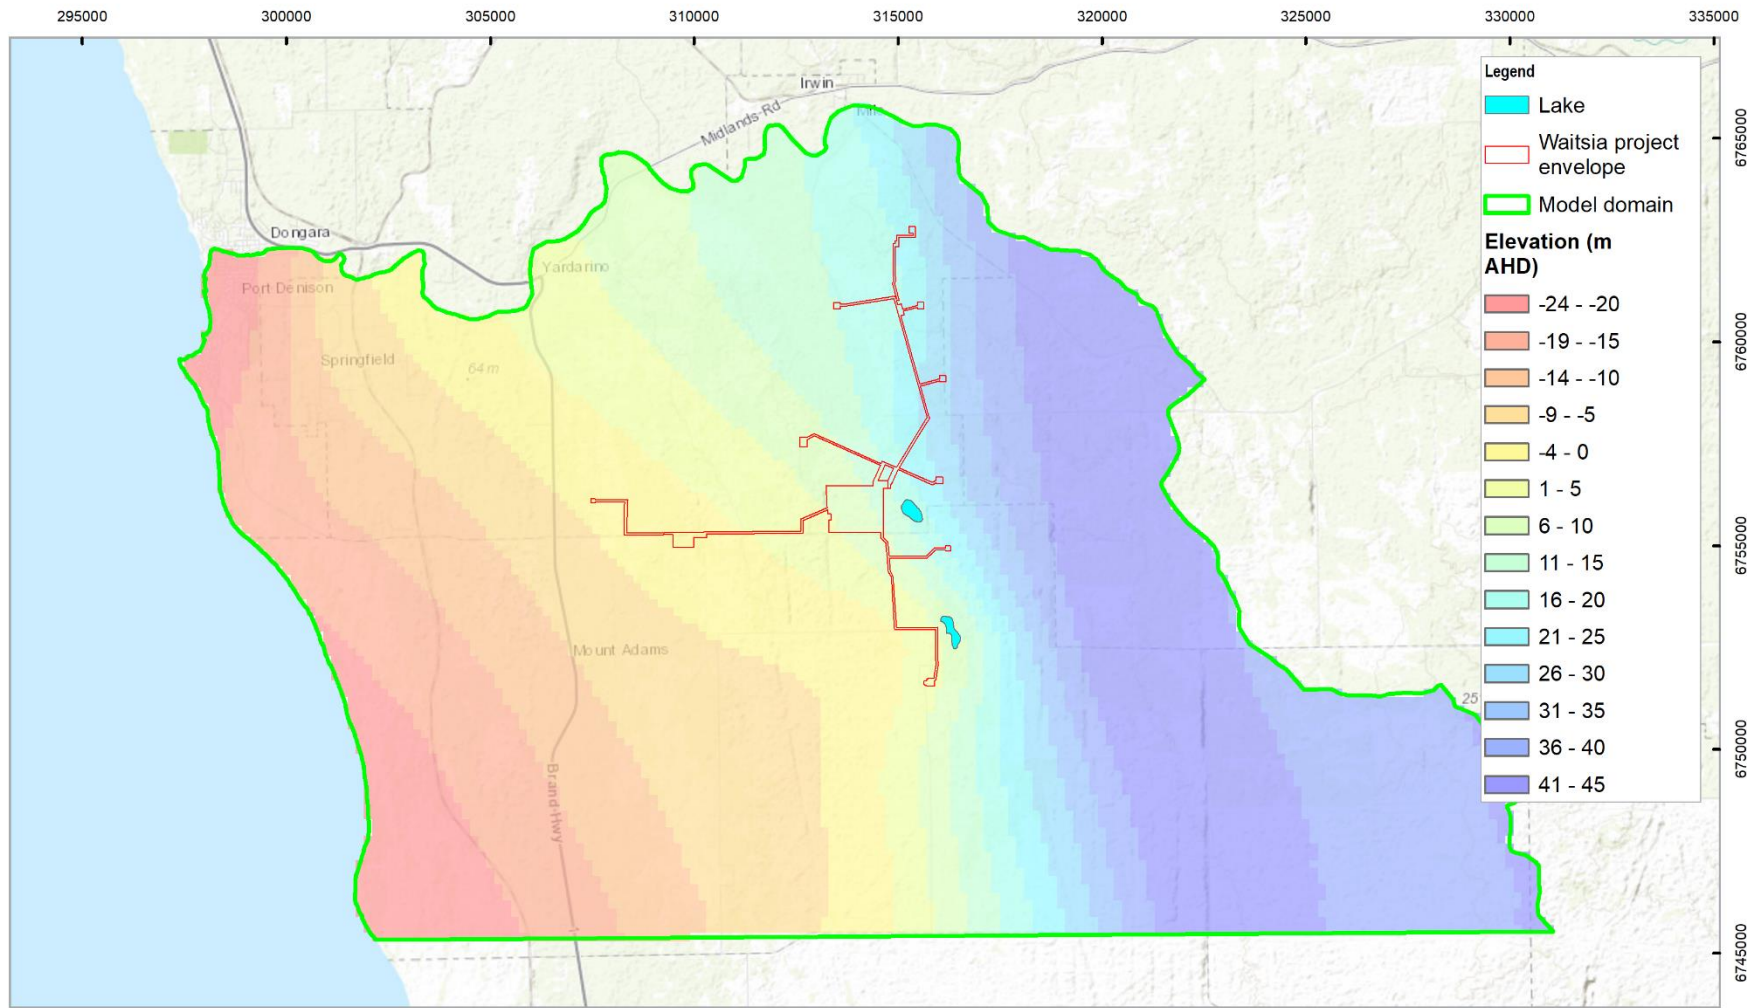 295000 300000 305000 310000 315000 320000 325000 330000 335000
Legend
Lake
Waitsia project
envelope
Model domain
Elevation (m
AHD)
-24 - -20
-19 - -15
-14 - -10
-9 - -5
-4 - 0
1 - 5
6 - 10
11 - 15
16 - 20
21 - 25
26 - 30
31 - 35
36 - 40
41 - 45
Irwin
Midlands-Rd
Dongara
Yardarino
Port Denison
Springfield
64 m
Mount Adams
Brand-Hwy
25
6765000
6760000
6755000
6750000
6745000